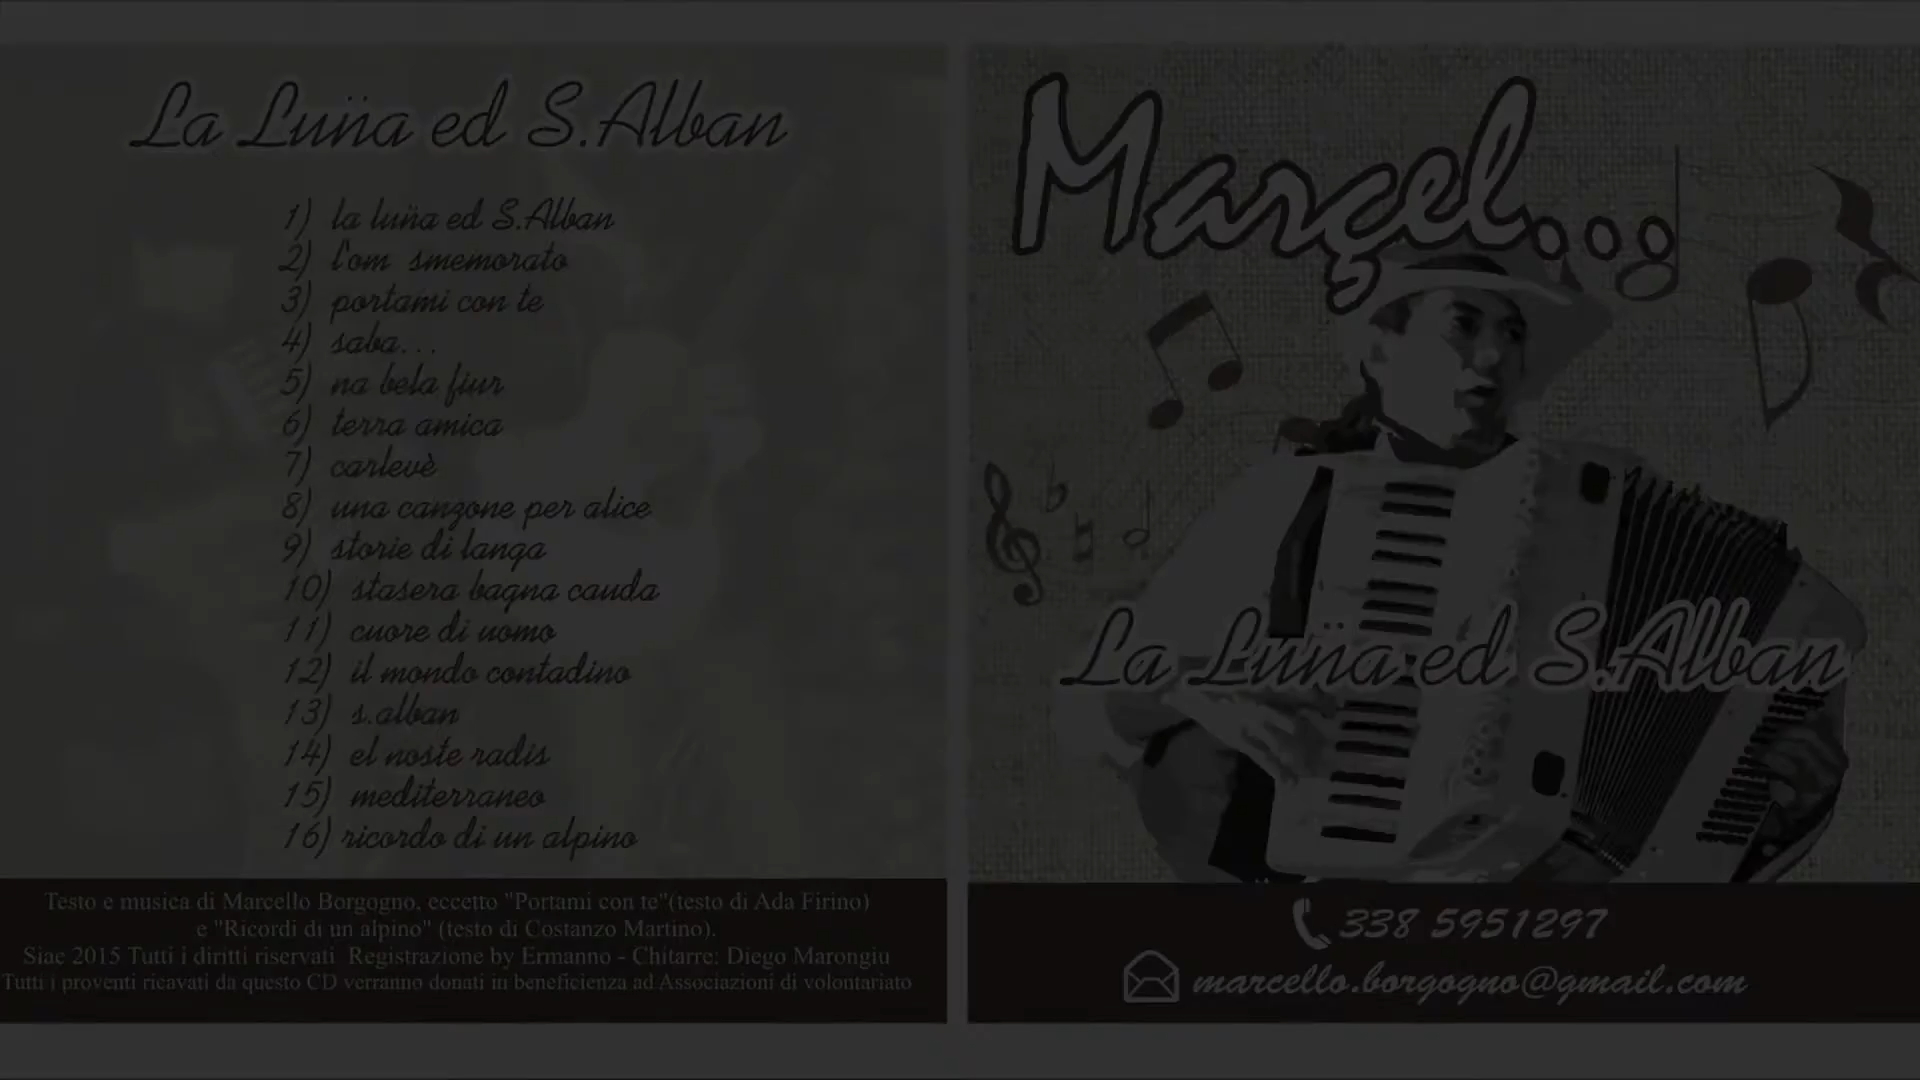 La Lüna ed S.Alban
1) la lüna ed S.Alban
2) l'om smemorato
3) portami con te
4) saba...
5) na bela fiur
6) terra amica
7) carlevè
8) una canzone per alice
9) storie di langa
10) stasera bagna cauda
11) cuore di uomo
12) il mondo contadino
13) s.alban
14) el noste radis
15) mediterraneo
16) ricordo di un alpino
Testo e musica di Marcello Borgogno, eccetto "Portami con te"(testo di Ada Firino)
e "Ricordi di un alpino" (testo di Costanzo Martino).
Siae 2015 Tutti i diritti riservati Registrazione by Ermanno - Chitarre: Diego Marongiu
Tutti i proventi ricavati da questo CD verranno donati in beneficienza ad Associazioni di volontariato
Marçel...
La Lüna ed S.Alban
338 5951297
marcello.borgogno@gmail.com